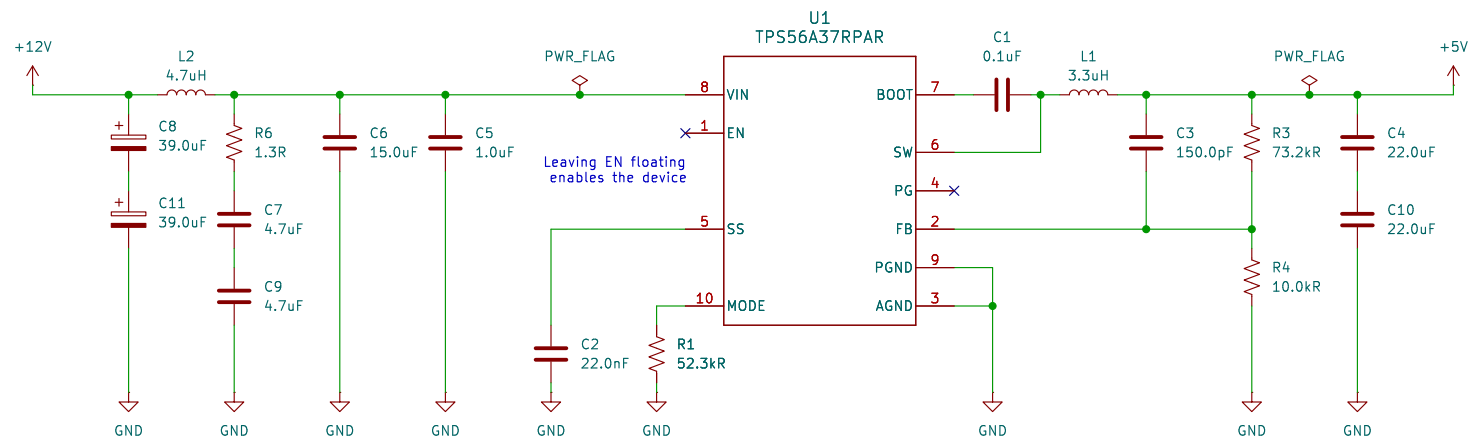 U1
TPS56A37RPAR
+12V
L2
4.7uH
PWR_FLAG
C1
0.1uF
L1
3.3uH
PWR_FLAG
+5V
8
VIN
BOOT
7
C8
39.0uF
R6
1.3R
C6
15.0uF
C5
1.0uF
1
EN
Leaving EN floating
enables the device
SW
6
C3
150.0pF
R3
73.2kR
C4
22.0uF
PG
4
C11
39.0uF
C7
4.7uF
5
SS
FB
2
C10
22.0uF
PGND
9
R4
10.0kR
C9
4.7uF
10
MODE
AGND
3
C2
22.0nF
R1
52.3kR
GND
GND
GND
GND
GND
GND
GND
GND
GND